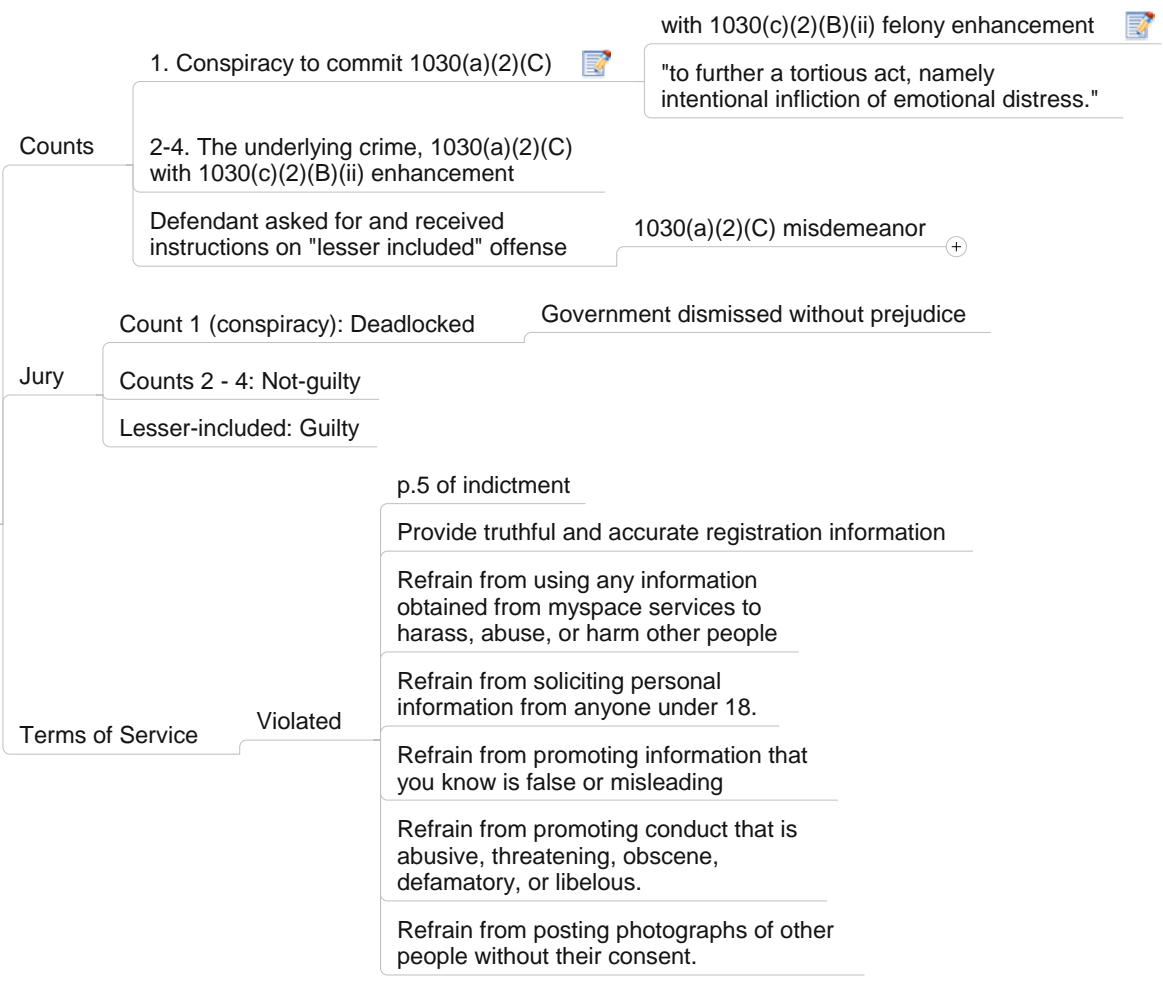 with 1030(c)(2)(B)(ii) felony enhancement
1. Conspiracy to commit 1030(a)(2)(C)
"to further a tortious act, namely
intentional infliction of emotional distress."
Counts
2-4. The underlying crime, 1030(a)(2)(C)
with 1030(c)(2)(B)(ii) enhancement
Defendant asked for and received
instructions on "lesser included" offense
1030(a)(2)(C) misdemeanor
Count 1 (conspiracy): Deadlocked
Government dismissed without prejudice
Jury
Counts 2 - 4: Not-guilty
Lesser-included: Guilty
p.5 of indictment
Provide truthful and accurate registration information
Refrain from using any information
obtained from myspace services to
harass, abuse, or harm other people
Refrain from soliciting personal
information from anyone under 18.
Terms of Service
Violated
Refrain from promoting information that
you know is false or misleading
Refrain from promoting conduct that is
abusive, threatening, obscene,
defamatory, or libelous.
Refrain from posting photographs of other
people without their consent.